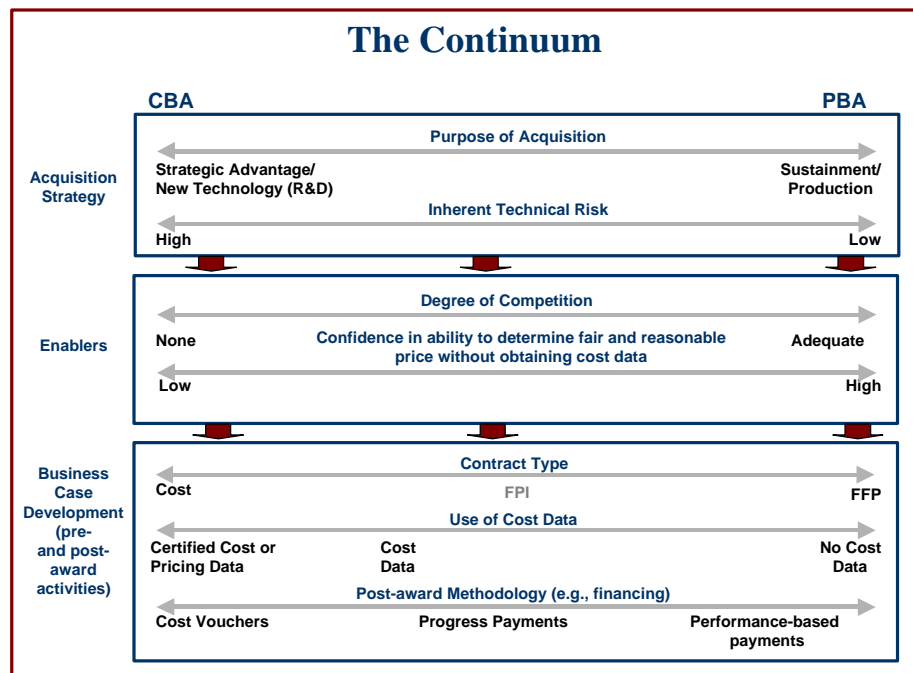 The Continuum
CBA
PBA
Acquisition
Strategy
Purpose of Acquisition
Strategic Advantage/
New Technology (R&D)
Sustainment/
Production
Inherent Technical Risk
High
Low
Enablers
Degree of Competition
None
Adequate
Confidence in ability to determine fair and reasonable
price without obtaining cost data
Low
High
Business
Case
Development
(pre-
and post-
award
activities)
Contract Type
Cost
FPI
FFP
Use of Cost Data
Certified Cost or
Pricing Data
Cost
Data
No Cost
Data
Post-award Methodology (e.g., financing)
Cost Vouchers
Progress Payments
Performance-based
payments